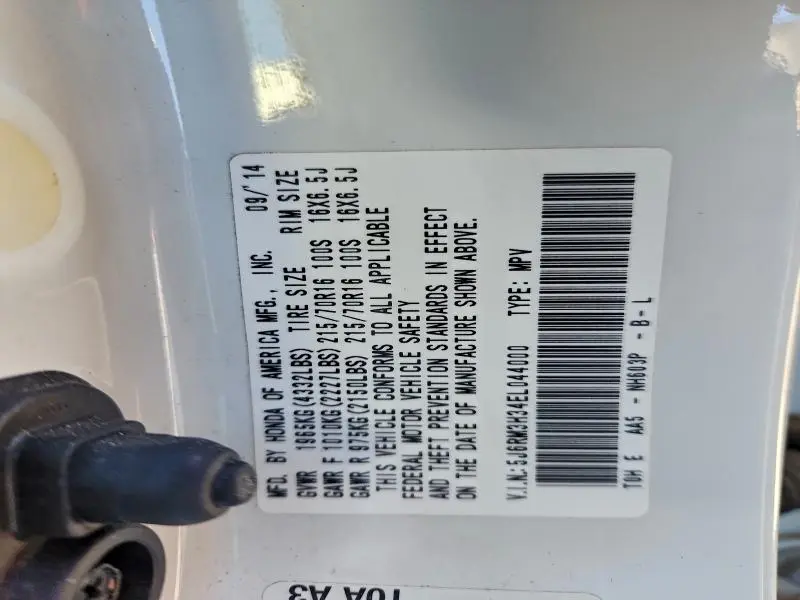 MFD. BY HONDA OF AMERICA MFG., INC. 09/'14
GVWR 1965KG(4332LBS) TIRE SIZE RIM SIZE
GAWR F 1010KG(2227LBS) 215/70R16 100S 16X6.5J
GAWR R 975KG(2150LBS) 215/70R16 100S 16X6.5J
THIS VEHICLE CONFORMS TO ALL APPLICABLE
FEDERAL MOTOR VEHICLE SAFETY
AND THEFT PREVENTION STANDARDS IN EFFECT
ON THE DATE OF MANUFACTURE SHOWN ABOVE.
V.I.N.:5J6RM3H34EL044000 TYPE: MPV
T0H E AA5 - NH603P - B - L
T0A A3